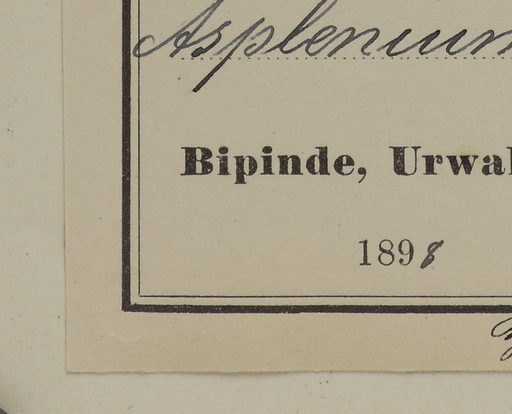 Asplenium
Bipinde, Urwal
1898